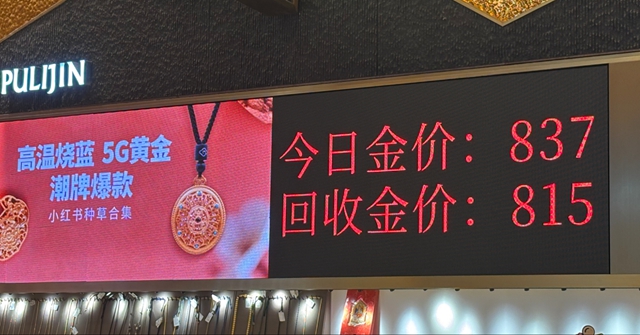 PULIJIN
高温烧蓝 5G黄金
潮牌爆款
小红书种草合集
今日金价：837
回收金价：815